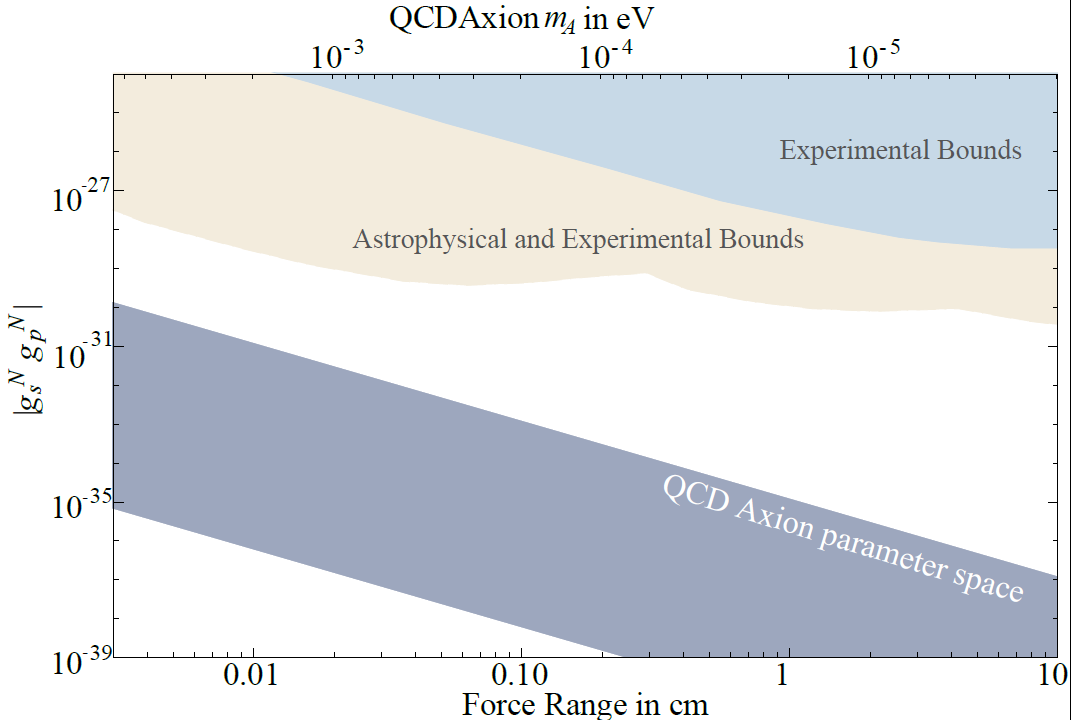 QCDAxion m_A in eV
10^-3 10^-4 10^-5
Experimental Bounds
10^-27
Astrophysical and Experimental Bounds
10^-31
|g_s^N g_p^N|
10^-35
QCD Axion parameter space
10^-39
0.01 0.10 1 10
Force Range in cm